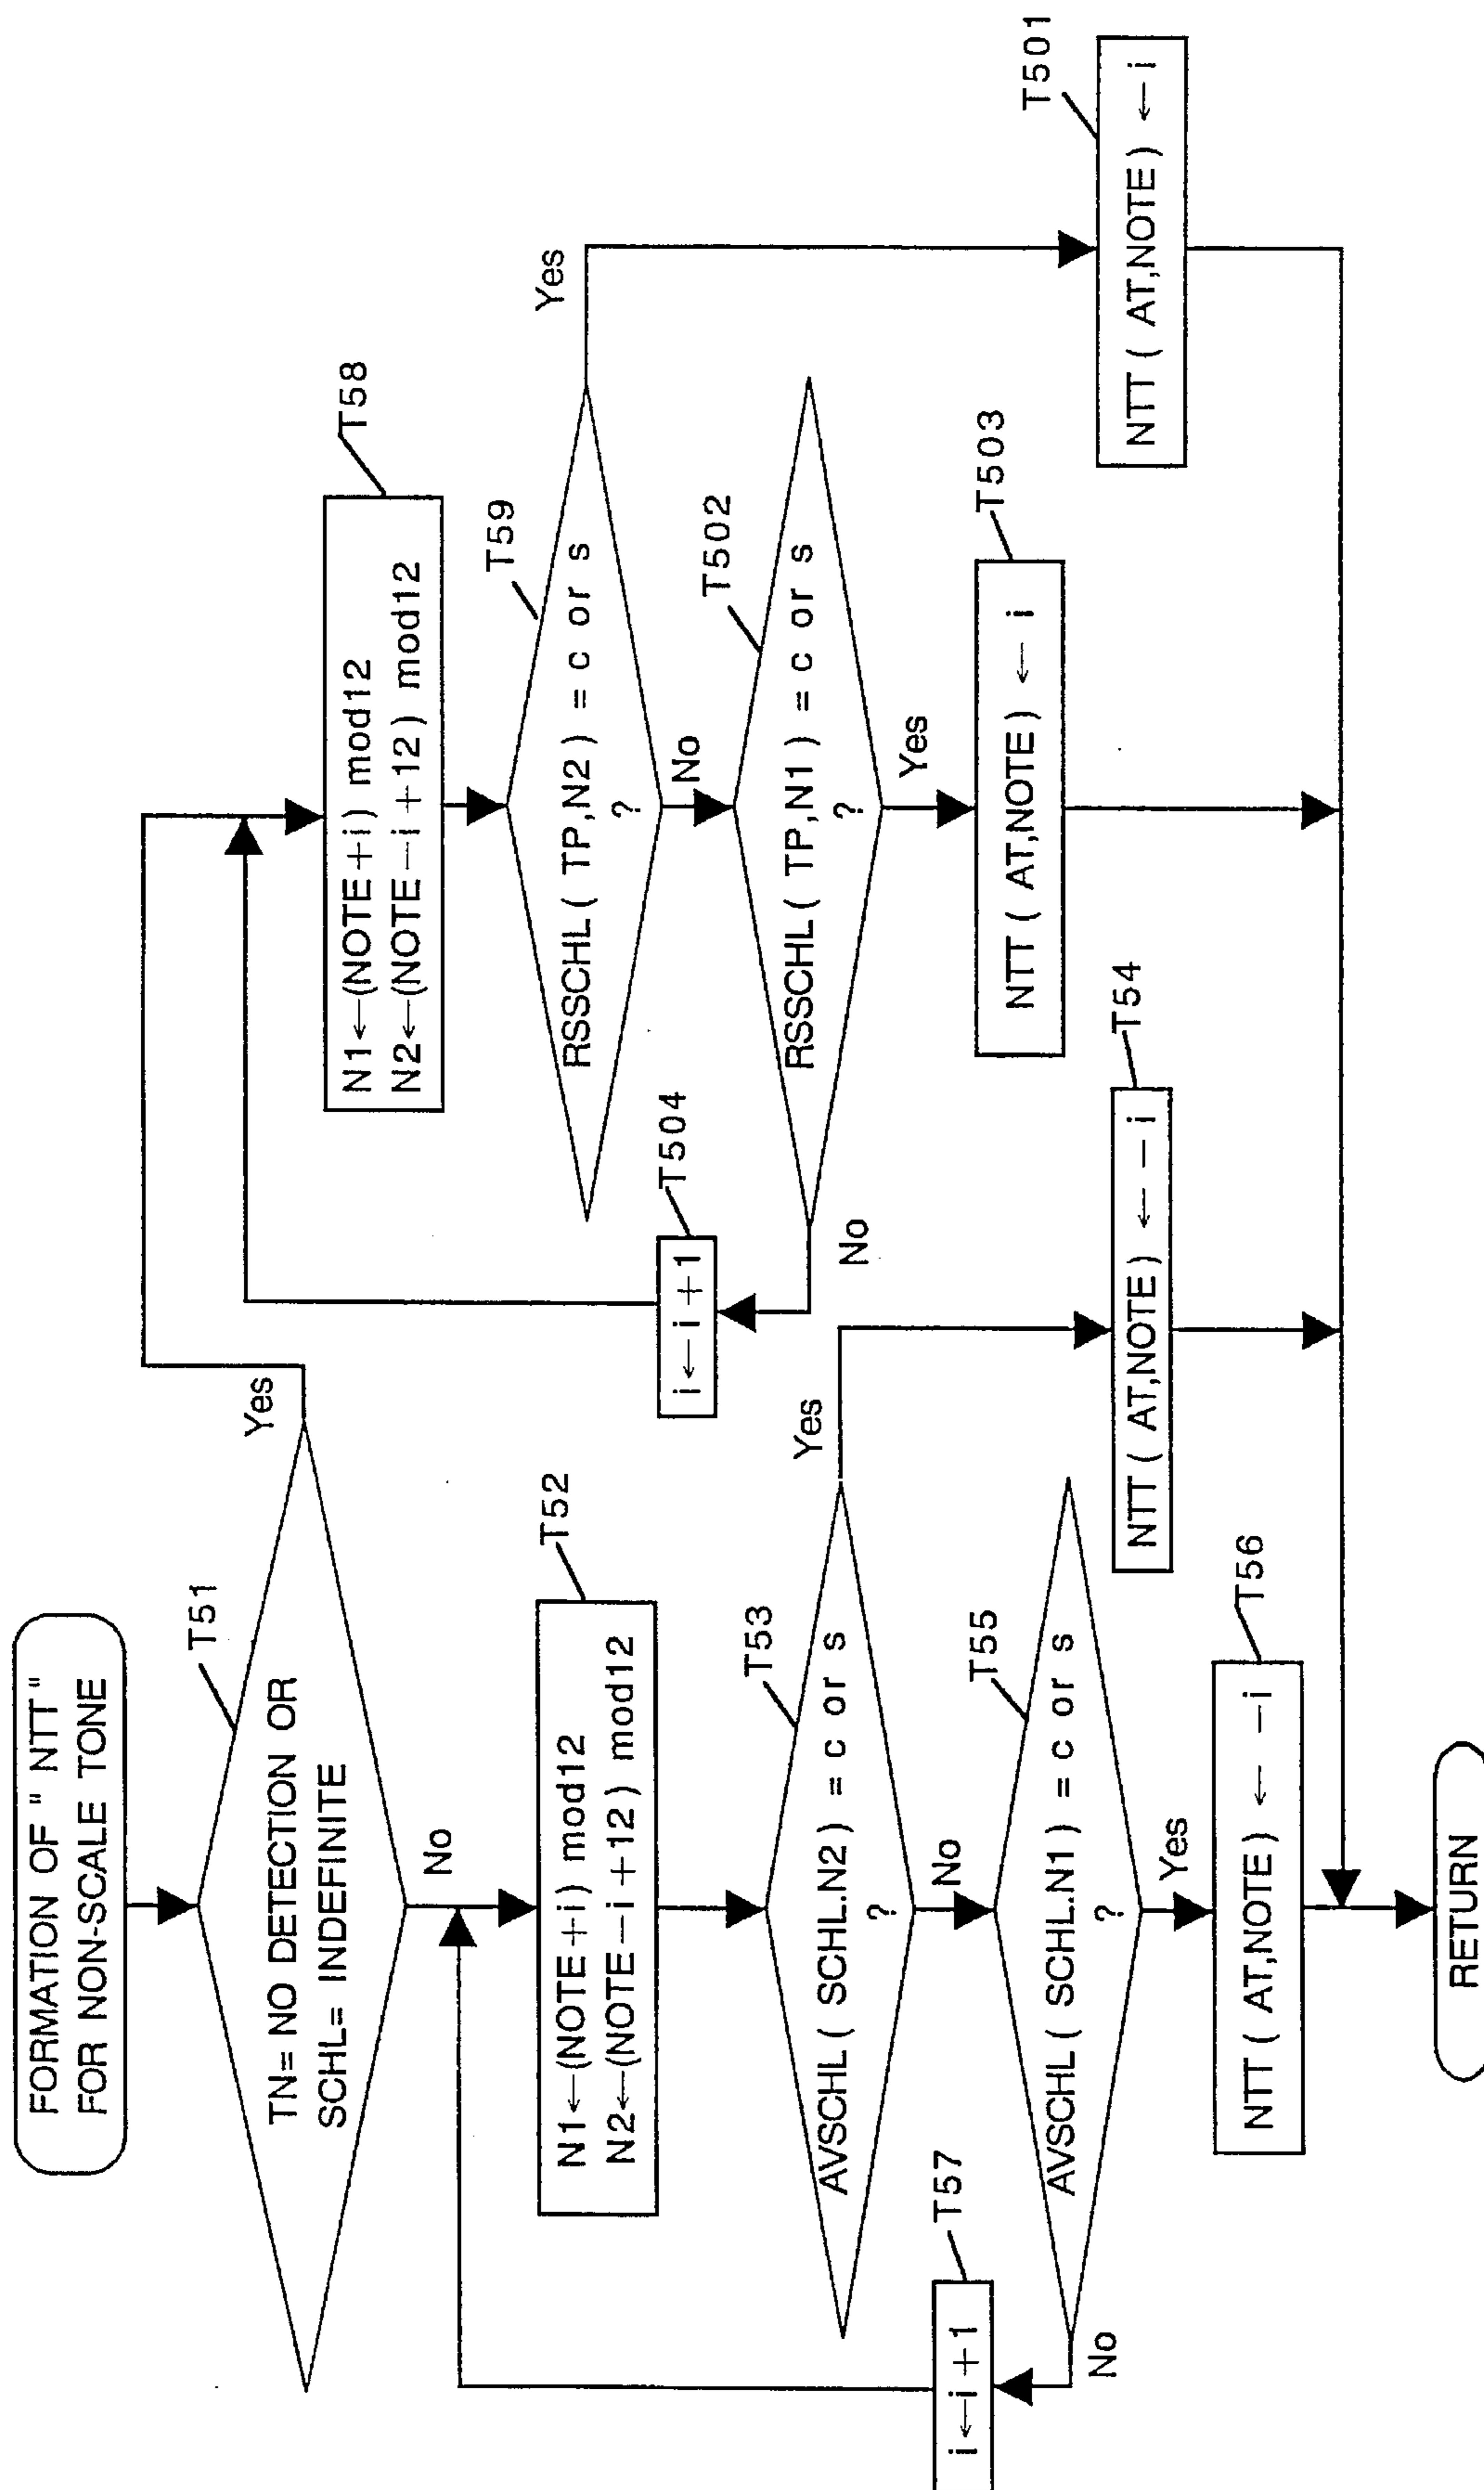 FORMATION OF " NTT "
FOR NON-SCALE TONE
T51
TN= NO DETECTION OR
SCHL= INDEFINITE
Yes
No
T52
N1←(NOTE+i) mod12
N2←(NOTE−i+12) mod12
T53
AVSCHL ( SCHL.N2 ) = c or s
?
Yes
No
T55
AVSCHL ( SCHL.N1 ) = c or s
?
Yes
No
T57
i←i+1
T56
NTT ( AT,NOTE ) ← −i
T54
NTT ( AT,NOTE ) ← −i
RETURN
T58
N1←(NOTE+i) mod12
N2←(NOTE−i+12) mod12
T59
RSSCHL ( TP,N2 ) = c or s
?
Yes
No
T502
RSSCHL ( TP,N1 ) = c or s
?
Yes
No
T504
i←i+1
T503
NTT ( AT,NOTE ) ← i
T501
NTT ( AT,NOTE ) ← i